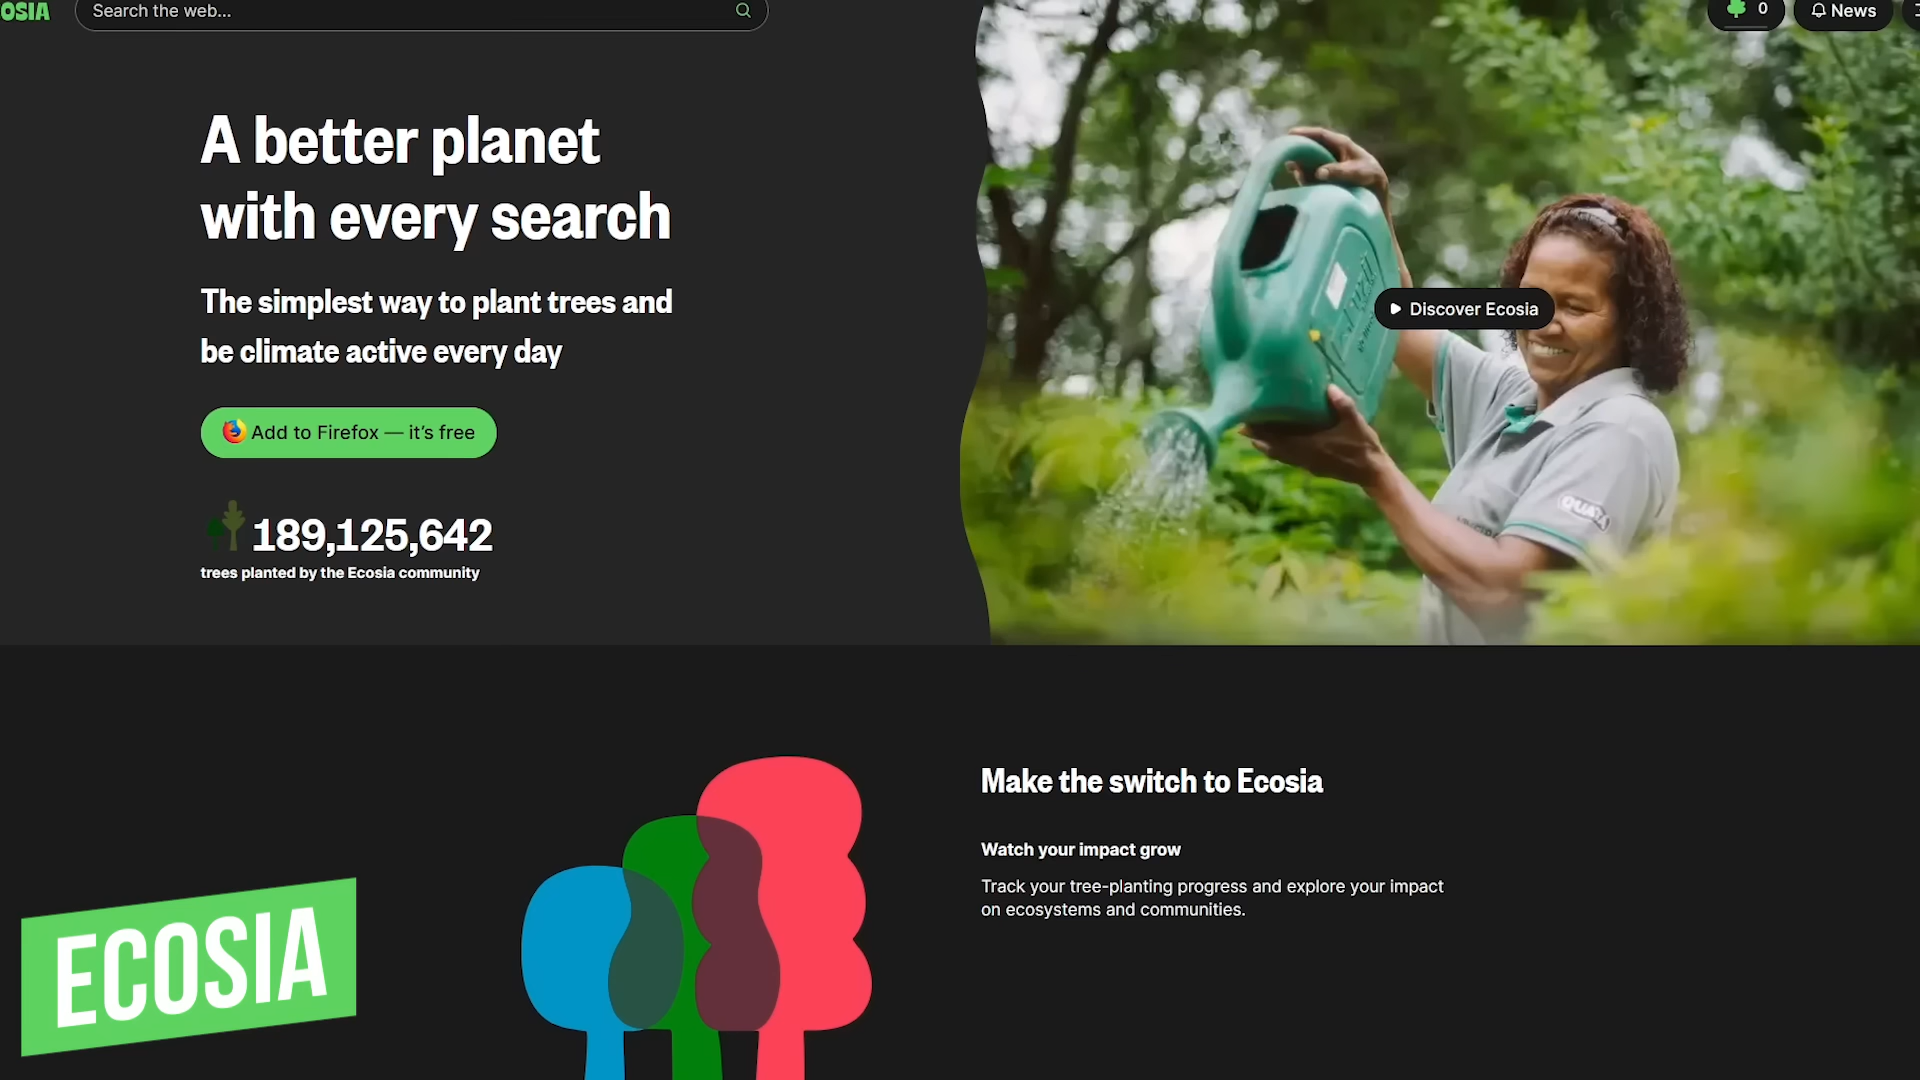 OSIA
Search the web...
0
News
A better planet
with every search
The simplest way to plant trees and
be climate active every day
Discover Ecosia
Add to Firefox — it's free
189,125,642
trees planted by the Ecosia community
QUATÁ
Make the switch to Ecosia
Watch your impact grow
Track your tree-planting progress and explore your impact
on ecosystems and communities.
ECOSIA